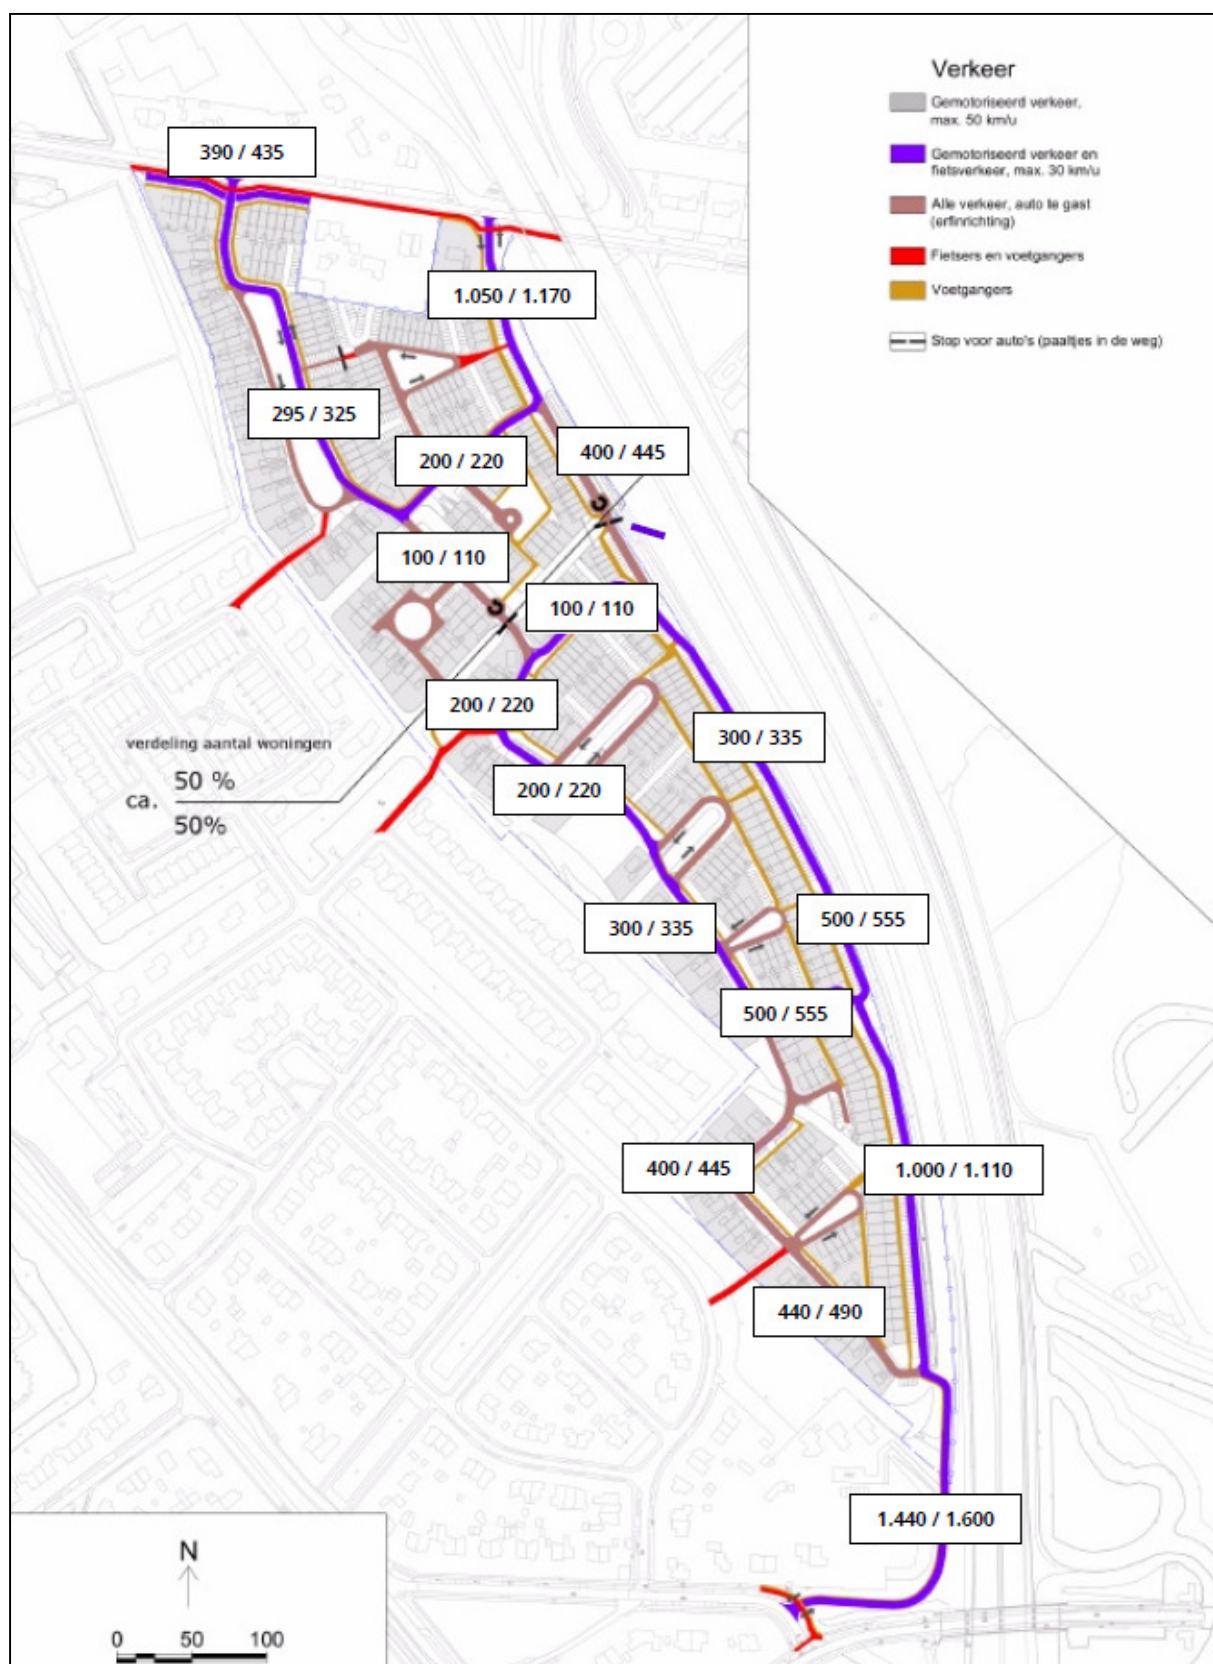 Verkeer
Gemotoriseerd verkeer,
max. 50 km/u
Gemotoriseerd verkeer en
fietsverkeer, max. 30 km/u
Alle verkeer, auto te gast
(erfinrichting)
Fietsers en voetgangers
Voetgangers
Stop voor auto's (paaltjes in de weg)
390 / 435
1.050 / 1.170
295 / 325
200 / 220
400 / 445
100 / 110
100 / 110
200 / 220
300 / 335
verdeling aantal woningen
ca.
50 %
50%
200 / 220
300 / 335
500 / 555
500 / 555
400 / 445
1.000 / 1.110
440 / 490
1.440 / 1.600
N
0 50 100